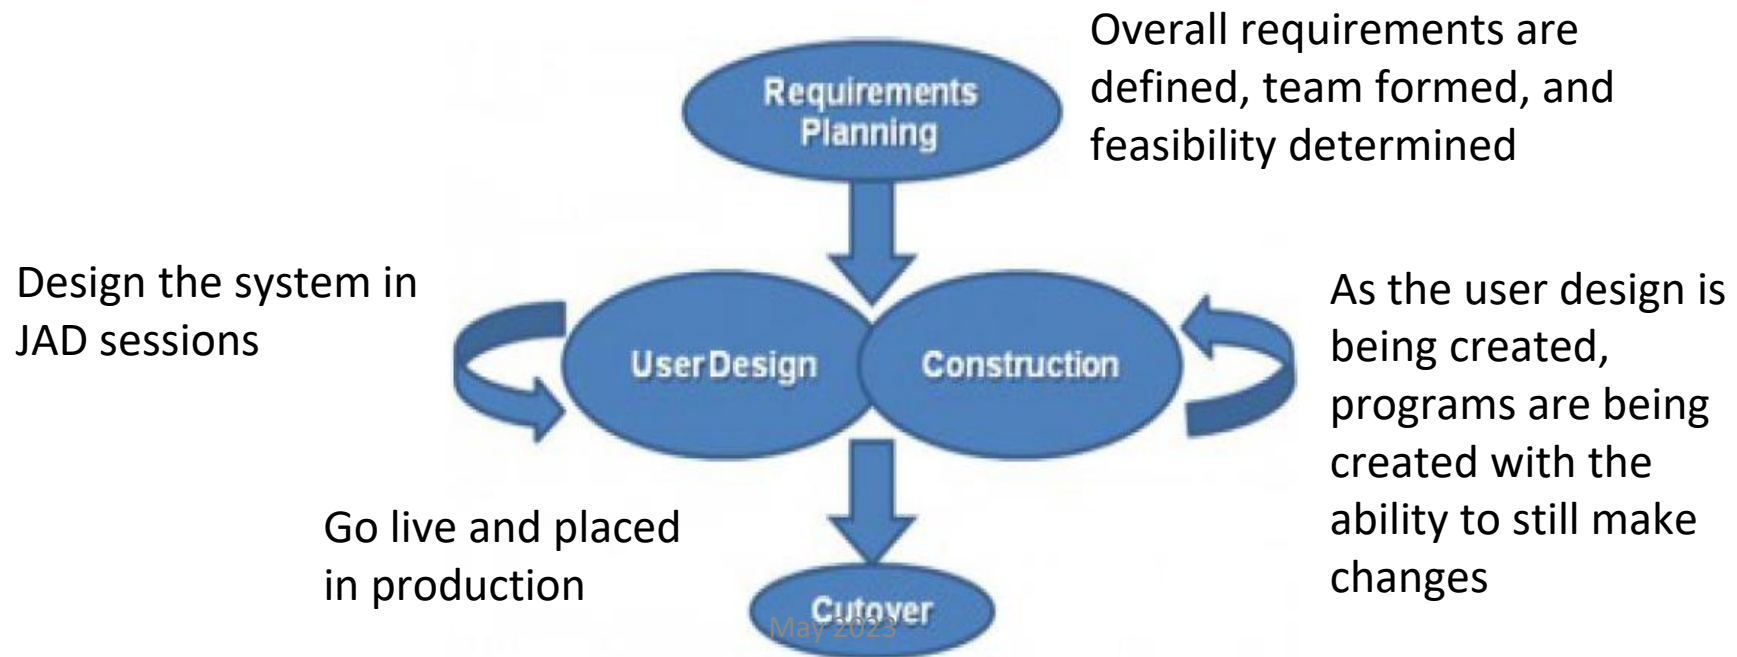 Overall requirements are
defined, team formed, and
feasibility determined
Requirements
Planning
Design the system in
JAD sessions
User Design
Construction
As the user design is
being created,
programs are being
created with the
ability to still make
changes
Go live and placed
in production
Cutover
May 2023